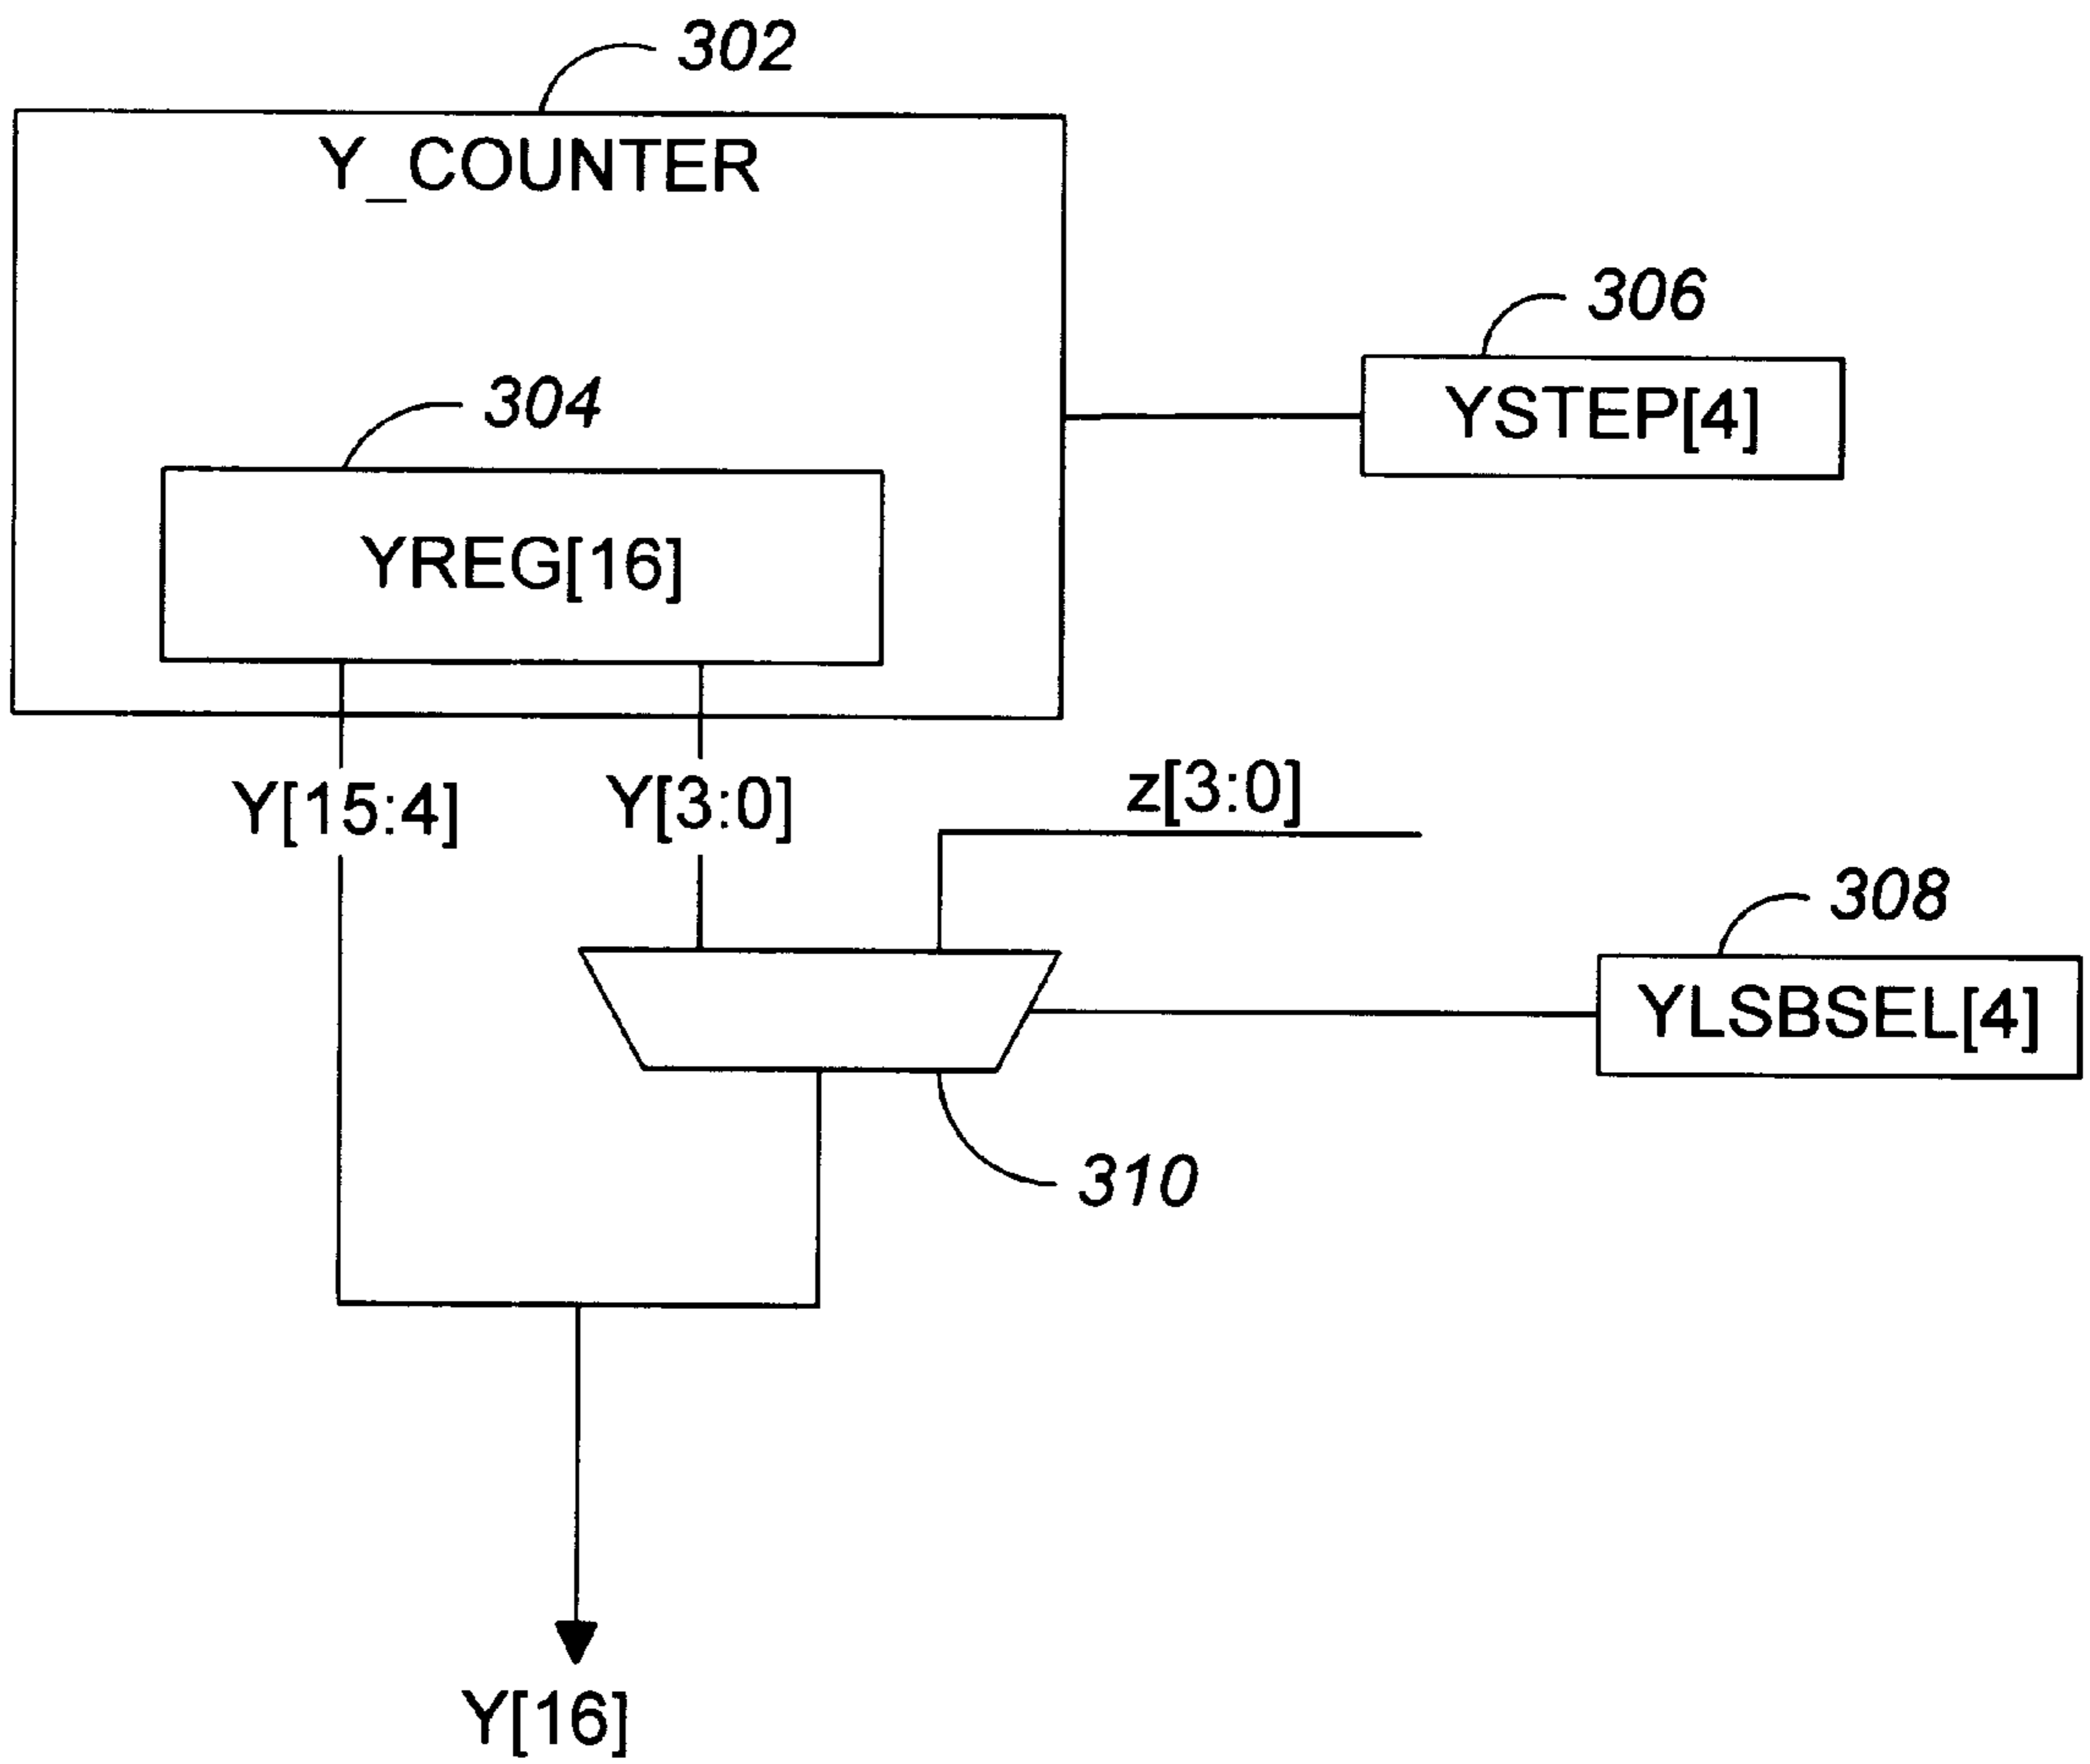 302
Y_COUNTER
306
YSTEP[4]
304
YREG[16]
Y[15:4]
Y[3:0]
z[3:0]
308
YLSBSEL[4]
310
Y[16]